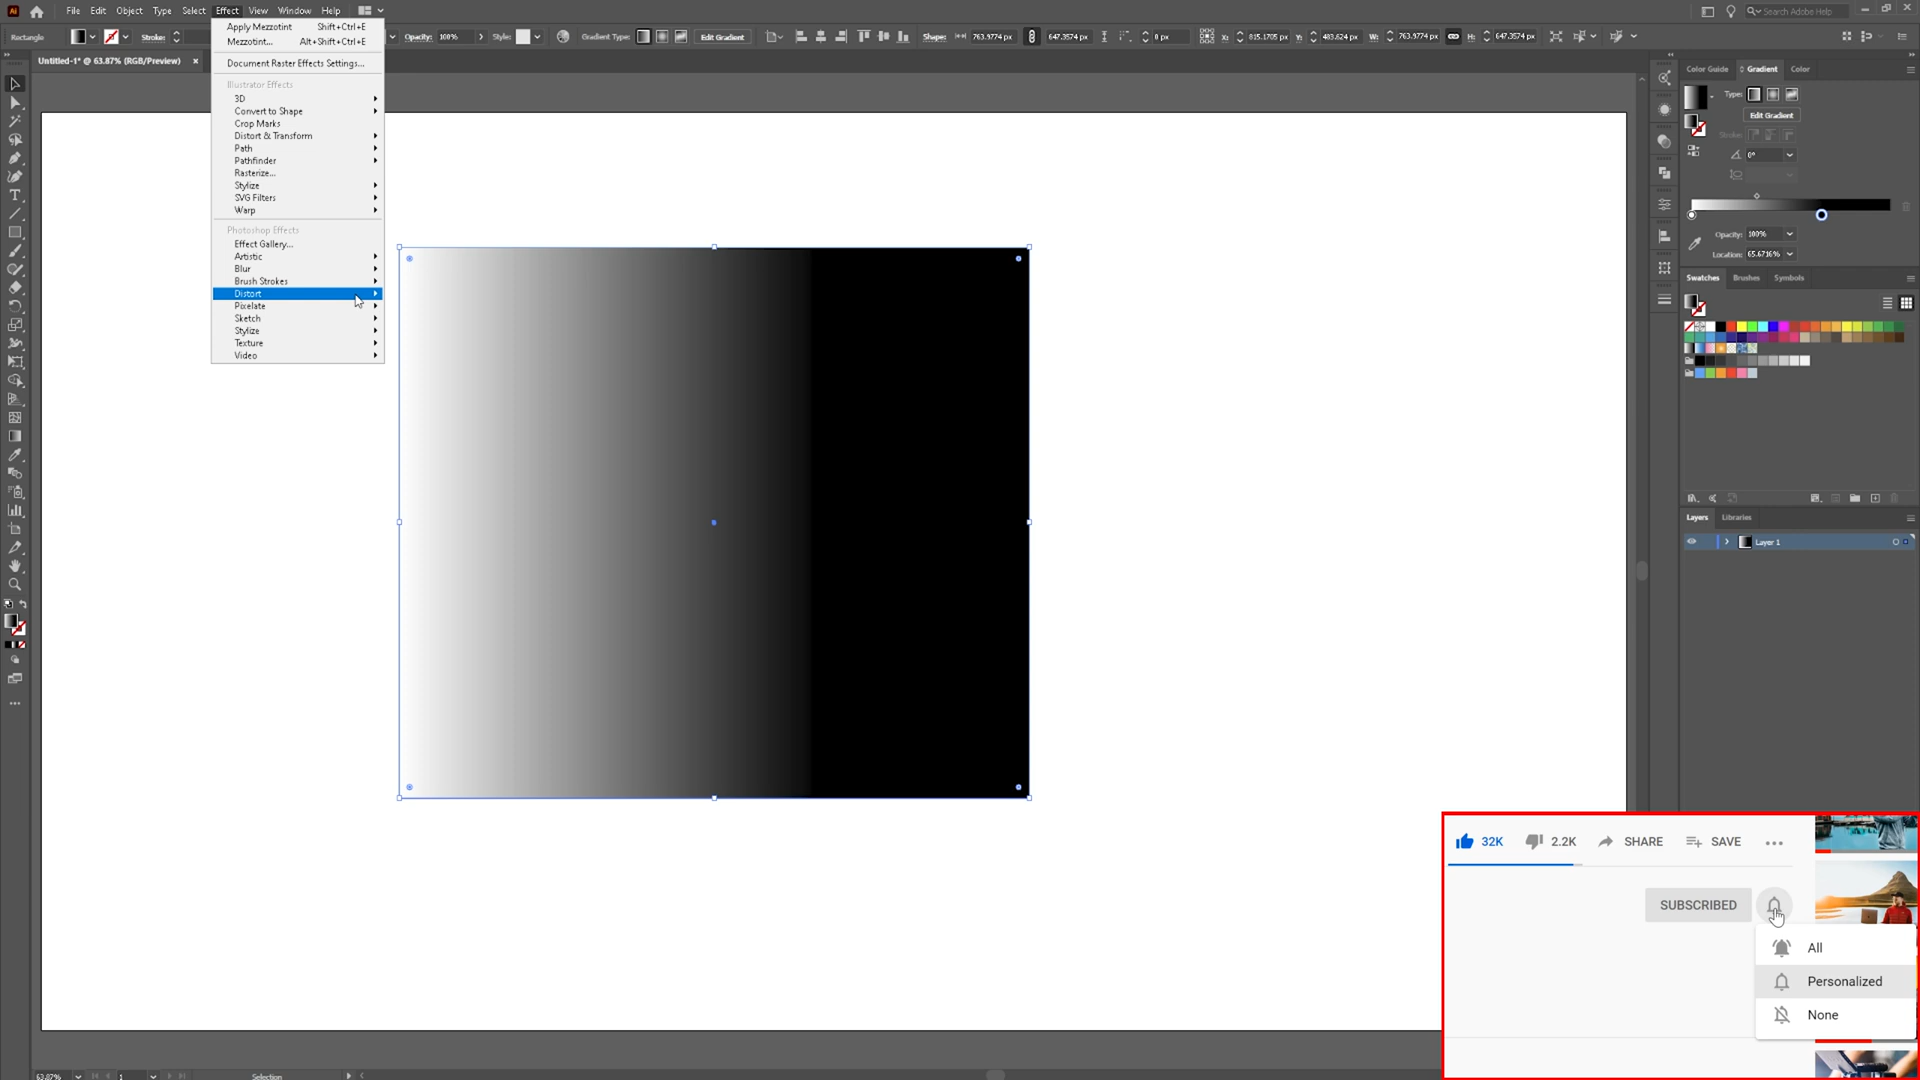 Ai File Edit Object Type Select Effect View Window Help Search Adobe Help
Rectangle Stroke: Opacity: 100% Style: Gradient Type: Edit Gradient Shape: 763.9774 px 647.3574 px 0 px X: 815.1705 px Y: 483.624 px W: 763.9774 px H: 647.3574 px
Untitled-1* @ 63.87% (RGB/Preview) ×
Apply Mezzotint Shift+Ctrl+E
Mezzotint... Alt+Shift+Ctrl+E
Document Raster Effects Settings...
Illustrator Effects
3D
Convert to Shape
Crop Marks
Distort & Transform
Path
Pathfinder
Rasterize...
Stylize
SVG Filters
Warp
Photoshop Effects
Effect Gallery...
Artistic
Blur
Brush Strokes
Distort
Pixelate
Sketch
Stylize
Texture
Video
Color Guide Gradient Color
Type:
Edit Gradient
Stroke:
0°
Opacity: 100%
Location: 65.6716%
Swatches Brushes Symbols
Layers Libraries
Layer 1
32K 2.2K SHARE SAVE ...
SUBSCRIBED
All
Personalized
None
63.87% 1 Selection